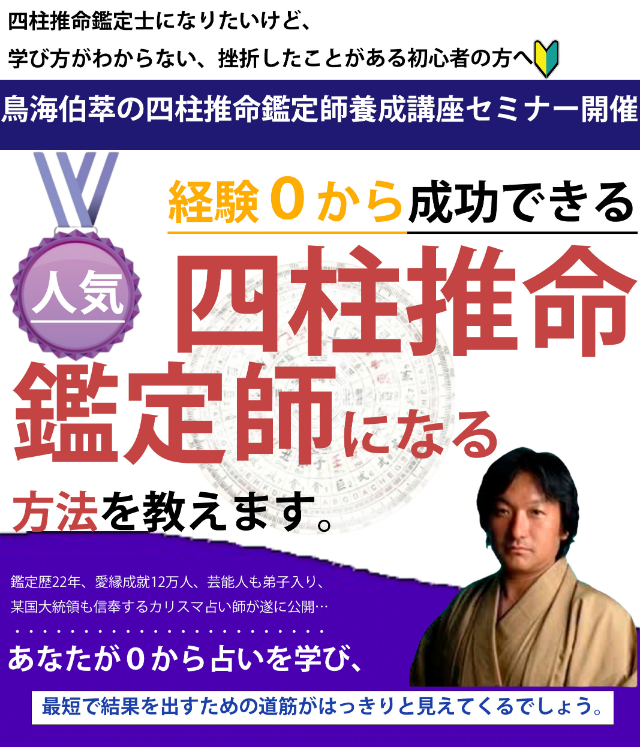 四柱推命鑑定士になりたいけど、
学び方がわからない、挫折したことがある初心者の方へ
鳥海伯萃の四柱推命鑑定師養成講座セミナー開催
人気
経験０から成功できる
四柱推命
鑑定師になる
方法を教えます。
鑑定歴22年、愛縁成就12万人、芸能人も弟子入り、
某国大統領も信奉するカリスマ占い師が遂に公開…
あなたが０から占いを学び、
最短で結果を出すための道筋がはっきりと見えてくるでしょう。